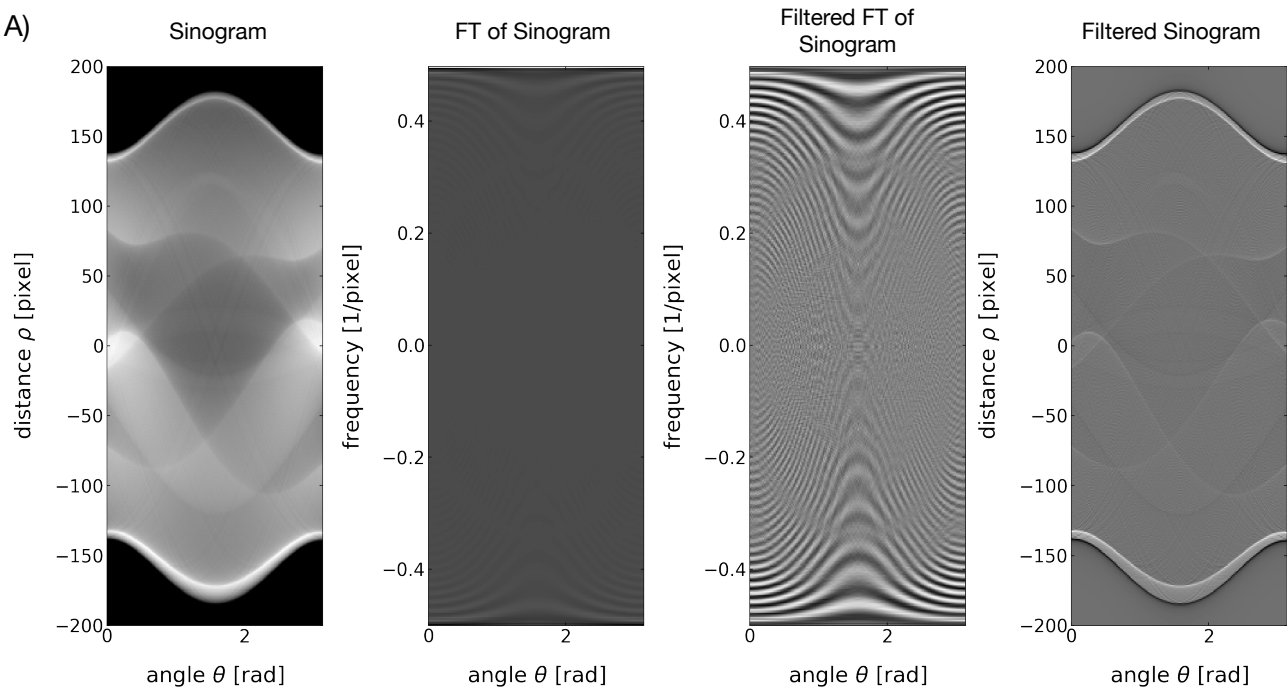 A)
Sinogram
FT of Sinogram
Filtered FT of
Sinogram
Filtered Sinogram
distance ρ [pixel]
200
150
100
50
0
−50
−100
−150
−200
0
2
angle θ [rad]
frequency [1/pixel]
0.4
0.2
0.0
−0.2
−0.4
0
2
angle θ [rad]
frequency [1/pixel]
0.4
0.2
0.0
−0.2
−0.4
0
2
angle θ [rad]
distance ρ [pixel]
200
150
100
50
0
−50
−100
−150
−200
0
2
angle θ [rad]